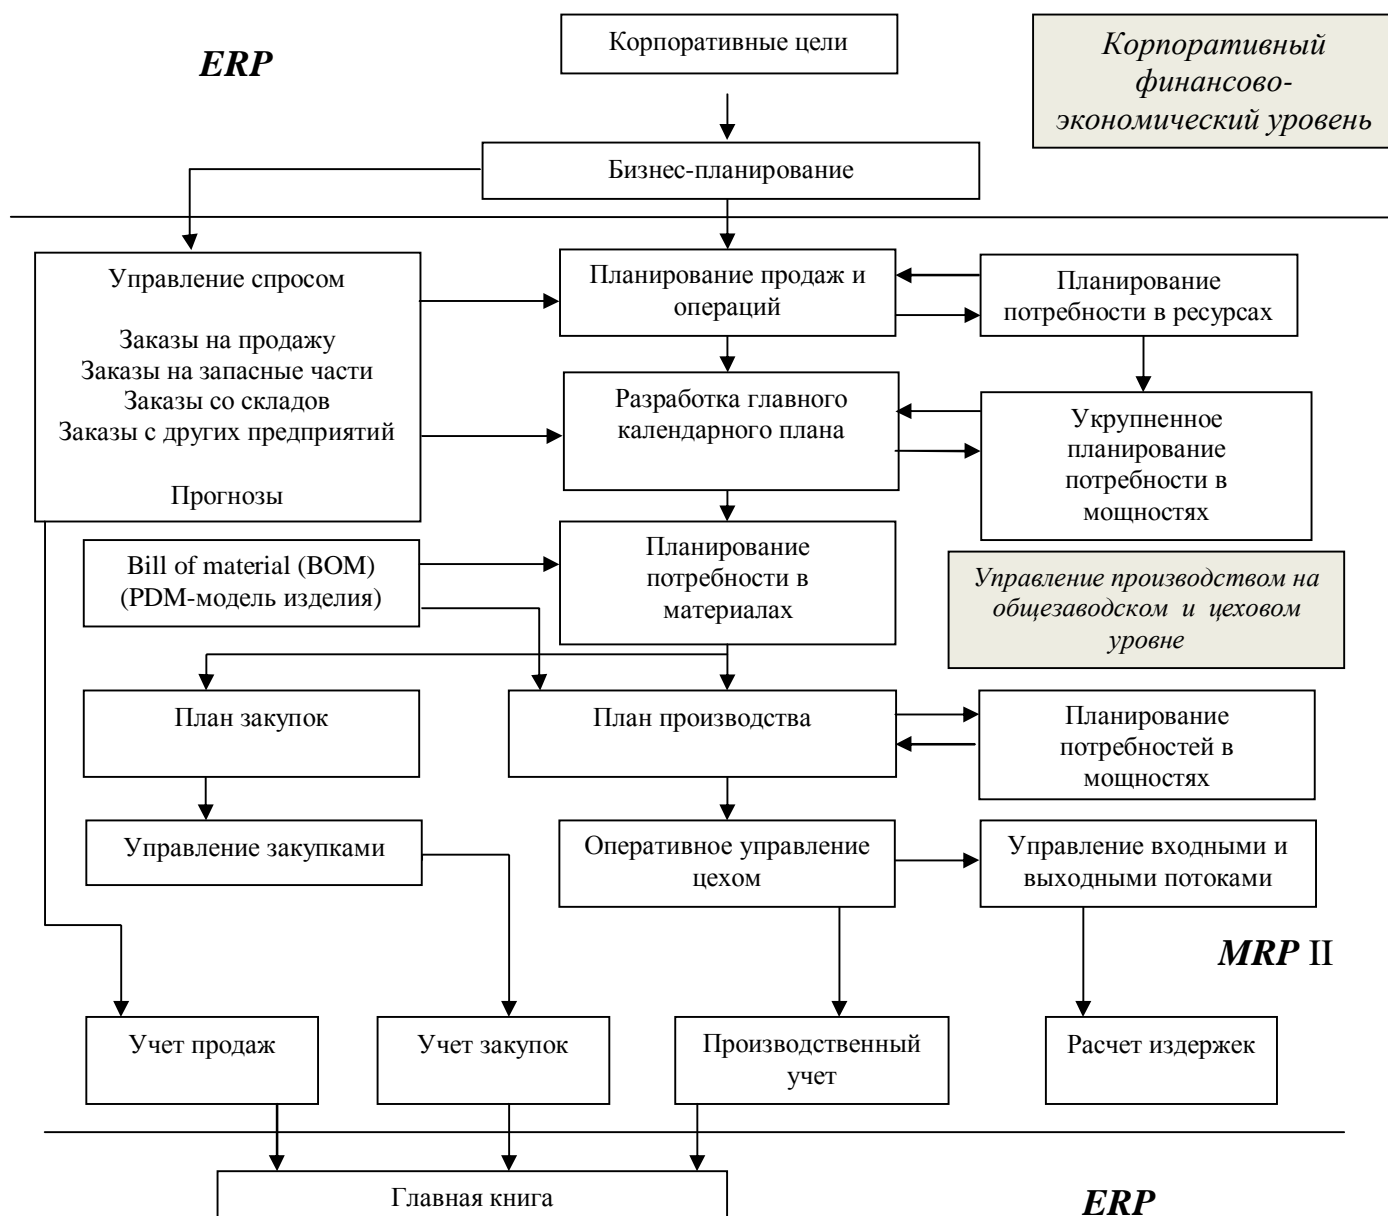 ERP
Корпоративные цели
Корпоративный
финансово-
экономический уровень
Бизнес-планирование
Управление спросом
Заказы на продажу
Заказы на запасные части
Заказы со складов
Заказы с других предприятий
Прогнозы
Планирование продаж и
операций
Планирование
потребности в ресурсах
Разработка главного
календарного плана
Укрупненное
планирование
потребности в
мощностях
Bill of material (BOM)
(PDM-модель изделия)
Планирование
потребности в
материалах
Управление производством на
общезаводском и цеховом
уровне
План закупок
План производства
Планирование
потребностей в
мощностях
Управление закупками
Оперативное управление
цехом
Управление входными и
выходными потоками
MRP II
Учет продаж
Учет закупок
Производственный
учет
Расчет издержек
Главная книга
ERP